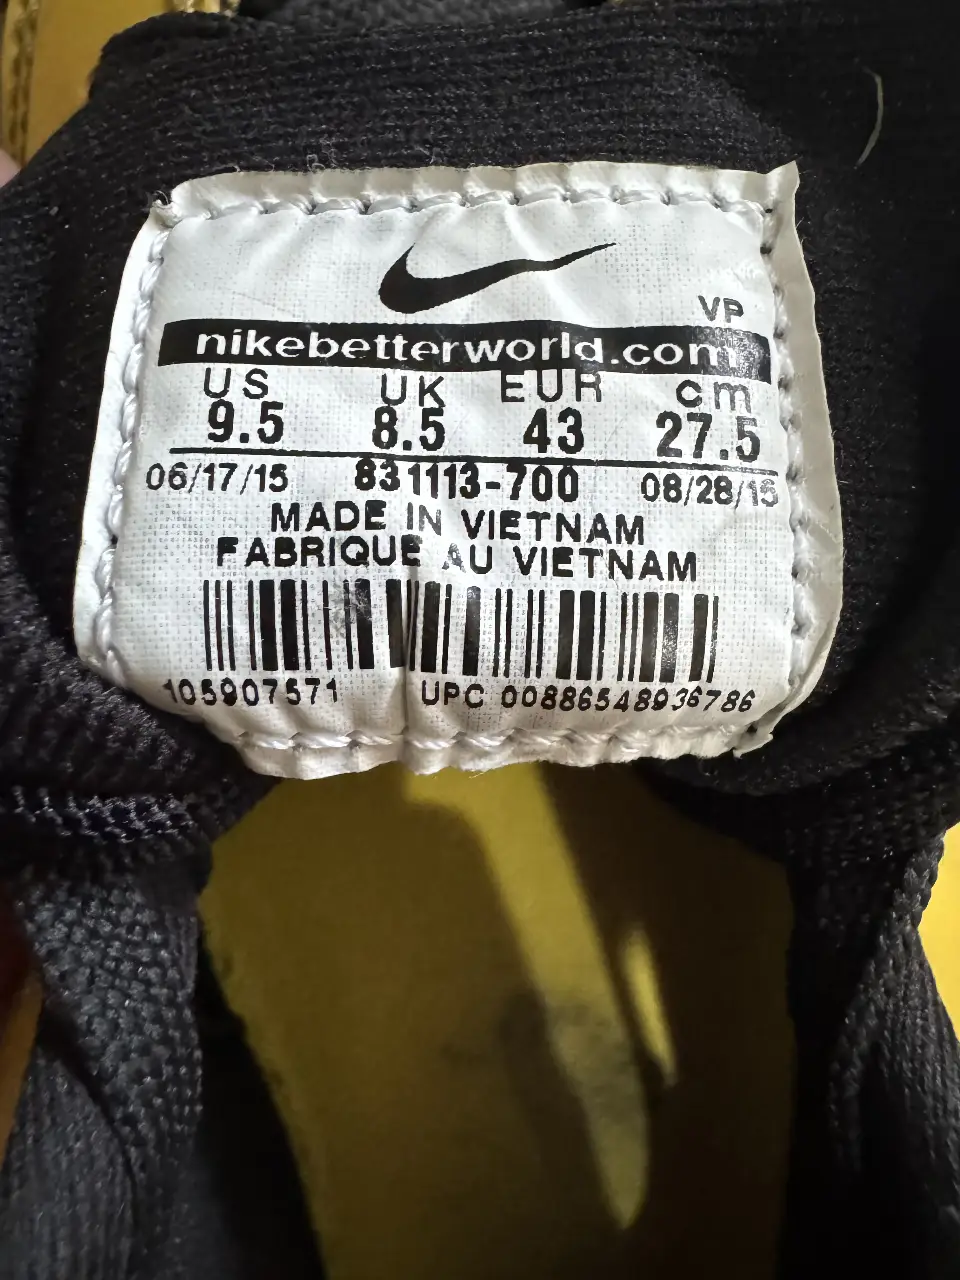 VP
nikebetterworld.com
US UK EUR cm
9.5 8.5 43 27.5
06/17/15 831113-700 08/28/15
MADE IN VIETNAM
FABRIQUE AU VIETNAM
105907571 UPC 00886548936786